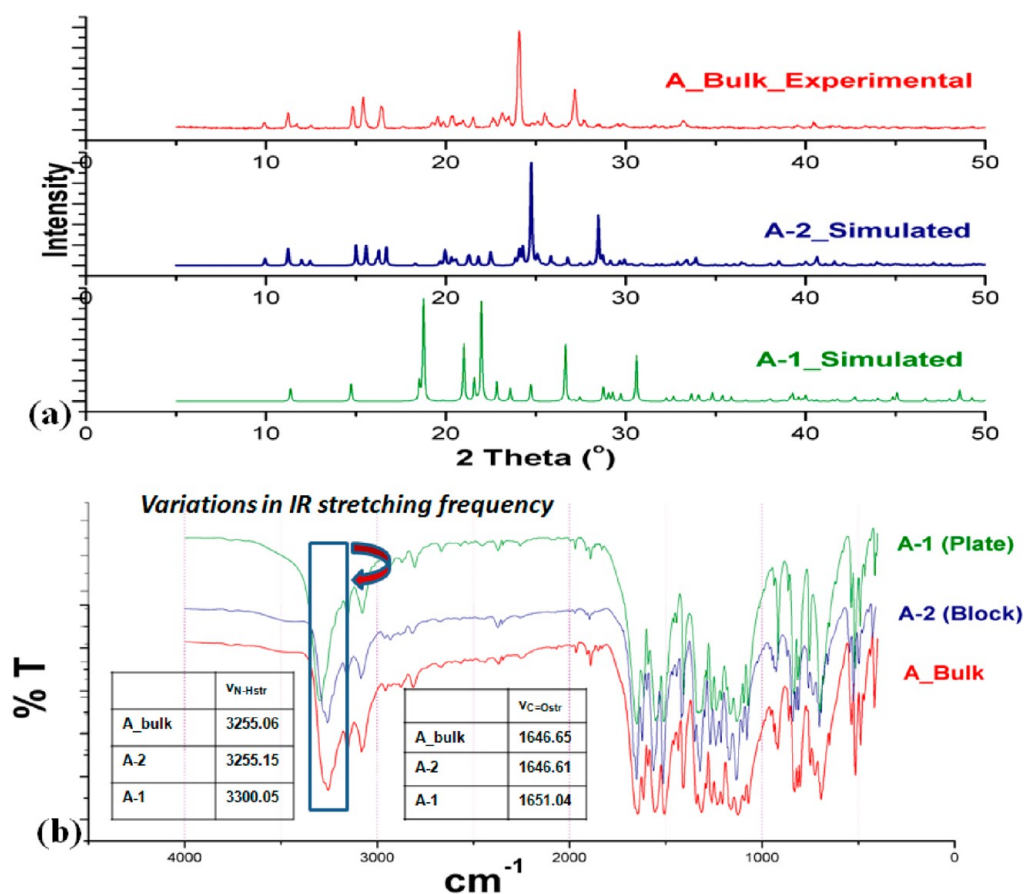 A_Bulk_Experimental
0 10 20 30 40 50
A-2_Simulated
0 10 20 30 40 50
A-1_Simulated
0 10 20 30 40 50
Intensity
2 Theta (°)
(a)
Variations in IR stretching frequency
A-1 (Plate)
A-2 (Block)
A_Bulk
νN-Hstr
A_bulk 3255.06
A-2 3255.15
A-1 3300.05
νC=Ostr
A_bulk 1646.65
A-2 1646.61
A-1 1651.04
% T
(b)
4000 3000 2000 1000 0
cm-1